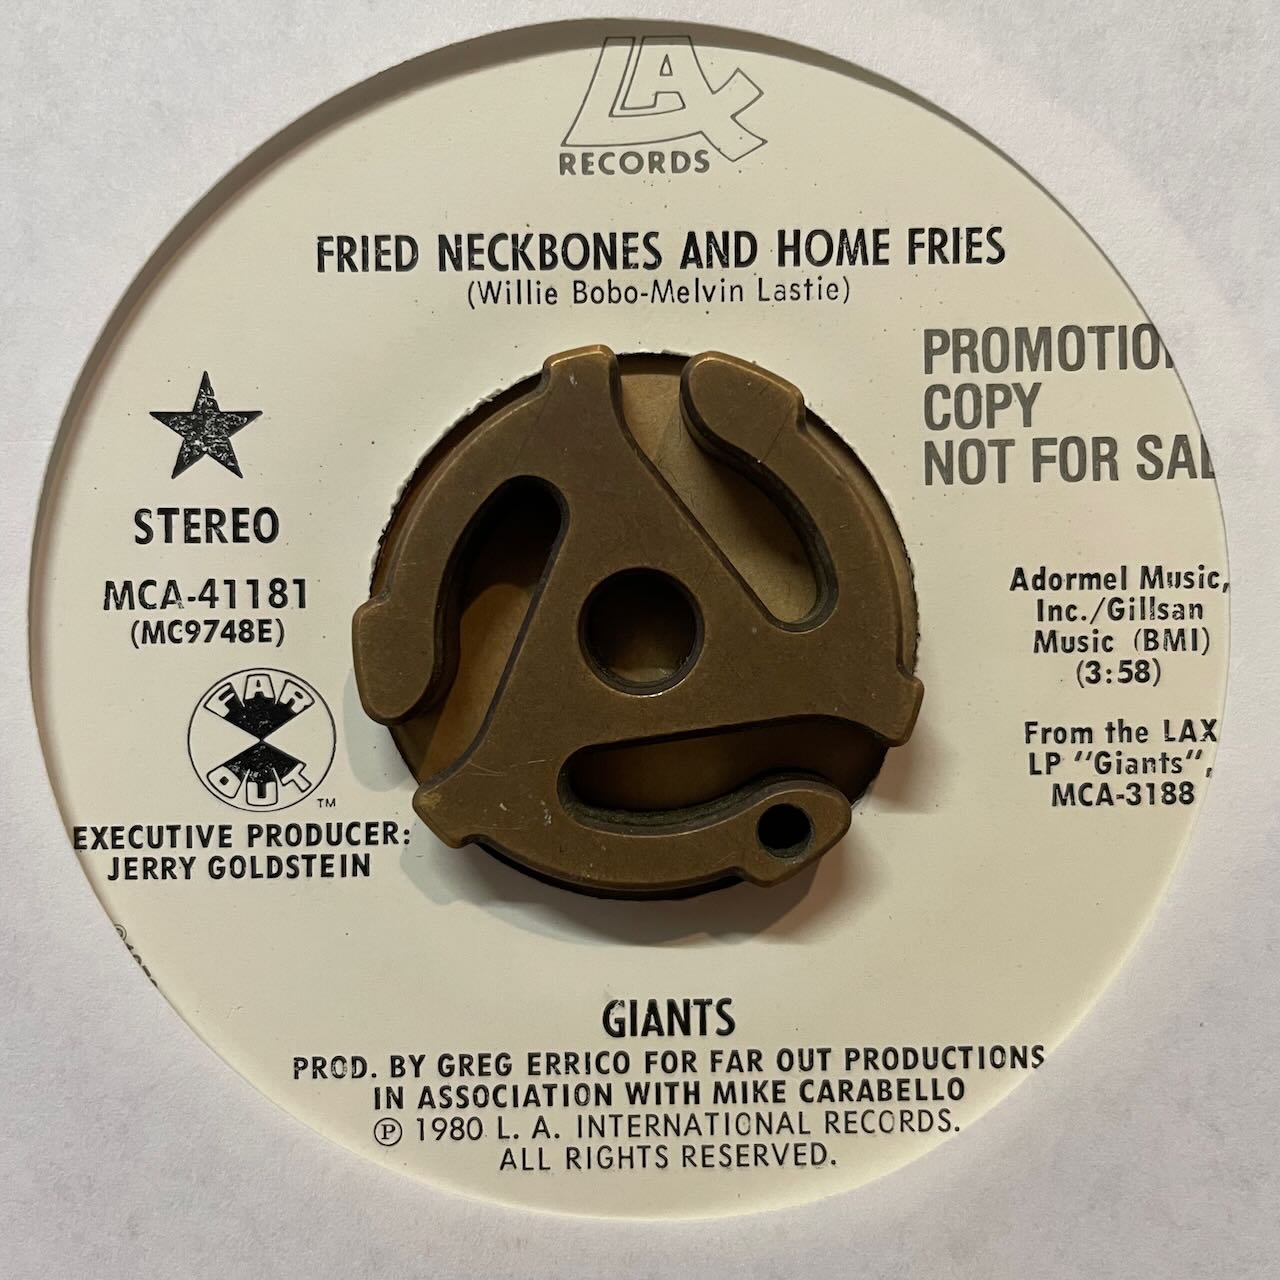 LAX
RECORDS
FRIED NECKBONES AND HOME FRIES
(Willie Bobo-Melvin Lastie)
PROMOTIO
COPY
NOT FOR SAL
STEREO
MCA-41181
(MC9748E)
FAR
OUT
TM
EXECUTIVE PRODUCER:
JERRY GOLDSTEIN
Adormel Music,
Inc./Gillsan
Music (BMI)
(3:58)
From the LAX
LP "Giants",
MCA-3188
GIANTS
PROD. BY GREG ERRICO FOR FAR OUT PRODUCTIONS
IN ASSOCIATION WITH MIKE CARABELLO
℗ 1980 L. A. INTERNATIONAL RECORDS.
ALL RIGHTS RESERVED.